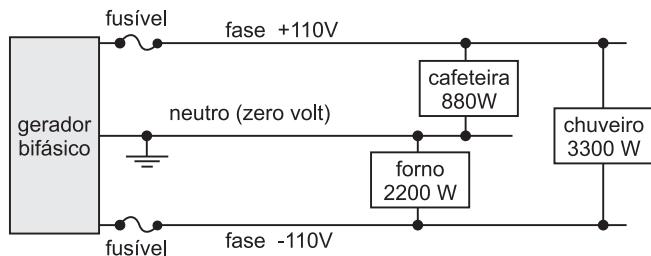 fusível
fase +110V
cafeteira
880W
neutro (zero volt)
gerador
bifásico
chuveiro
3300 W
forno
2200 W
fusível
fase -110V